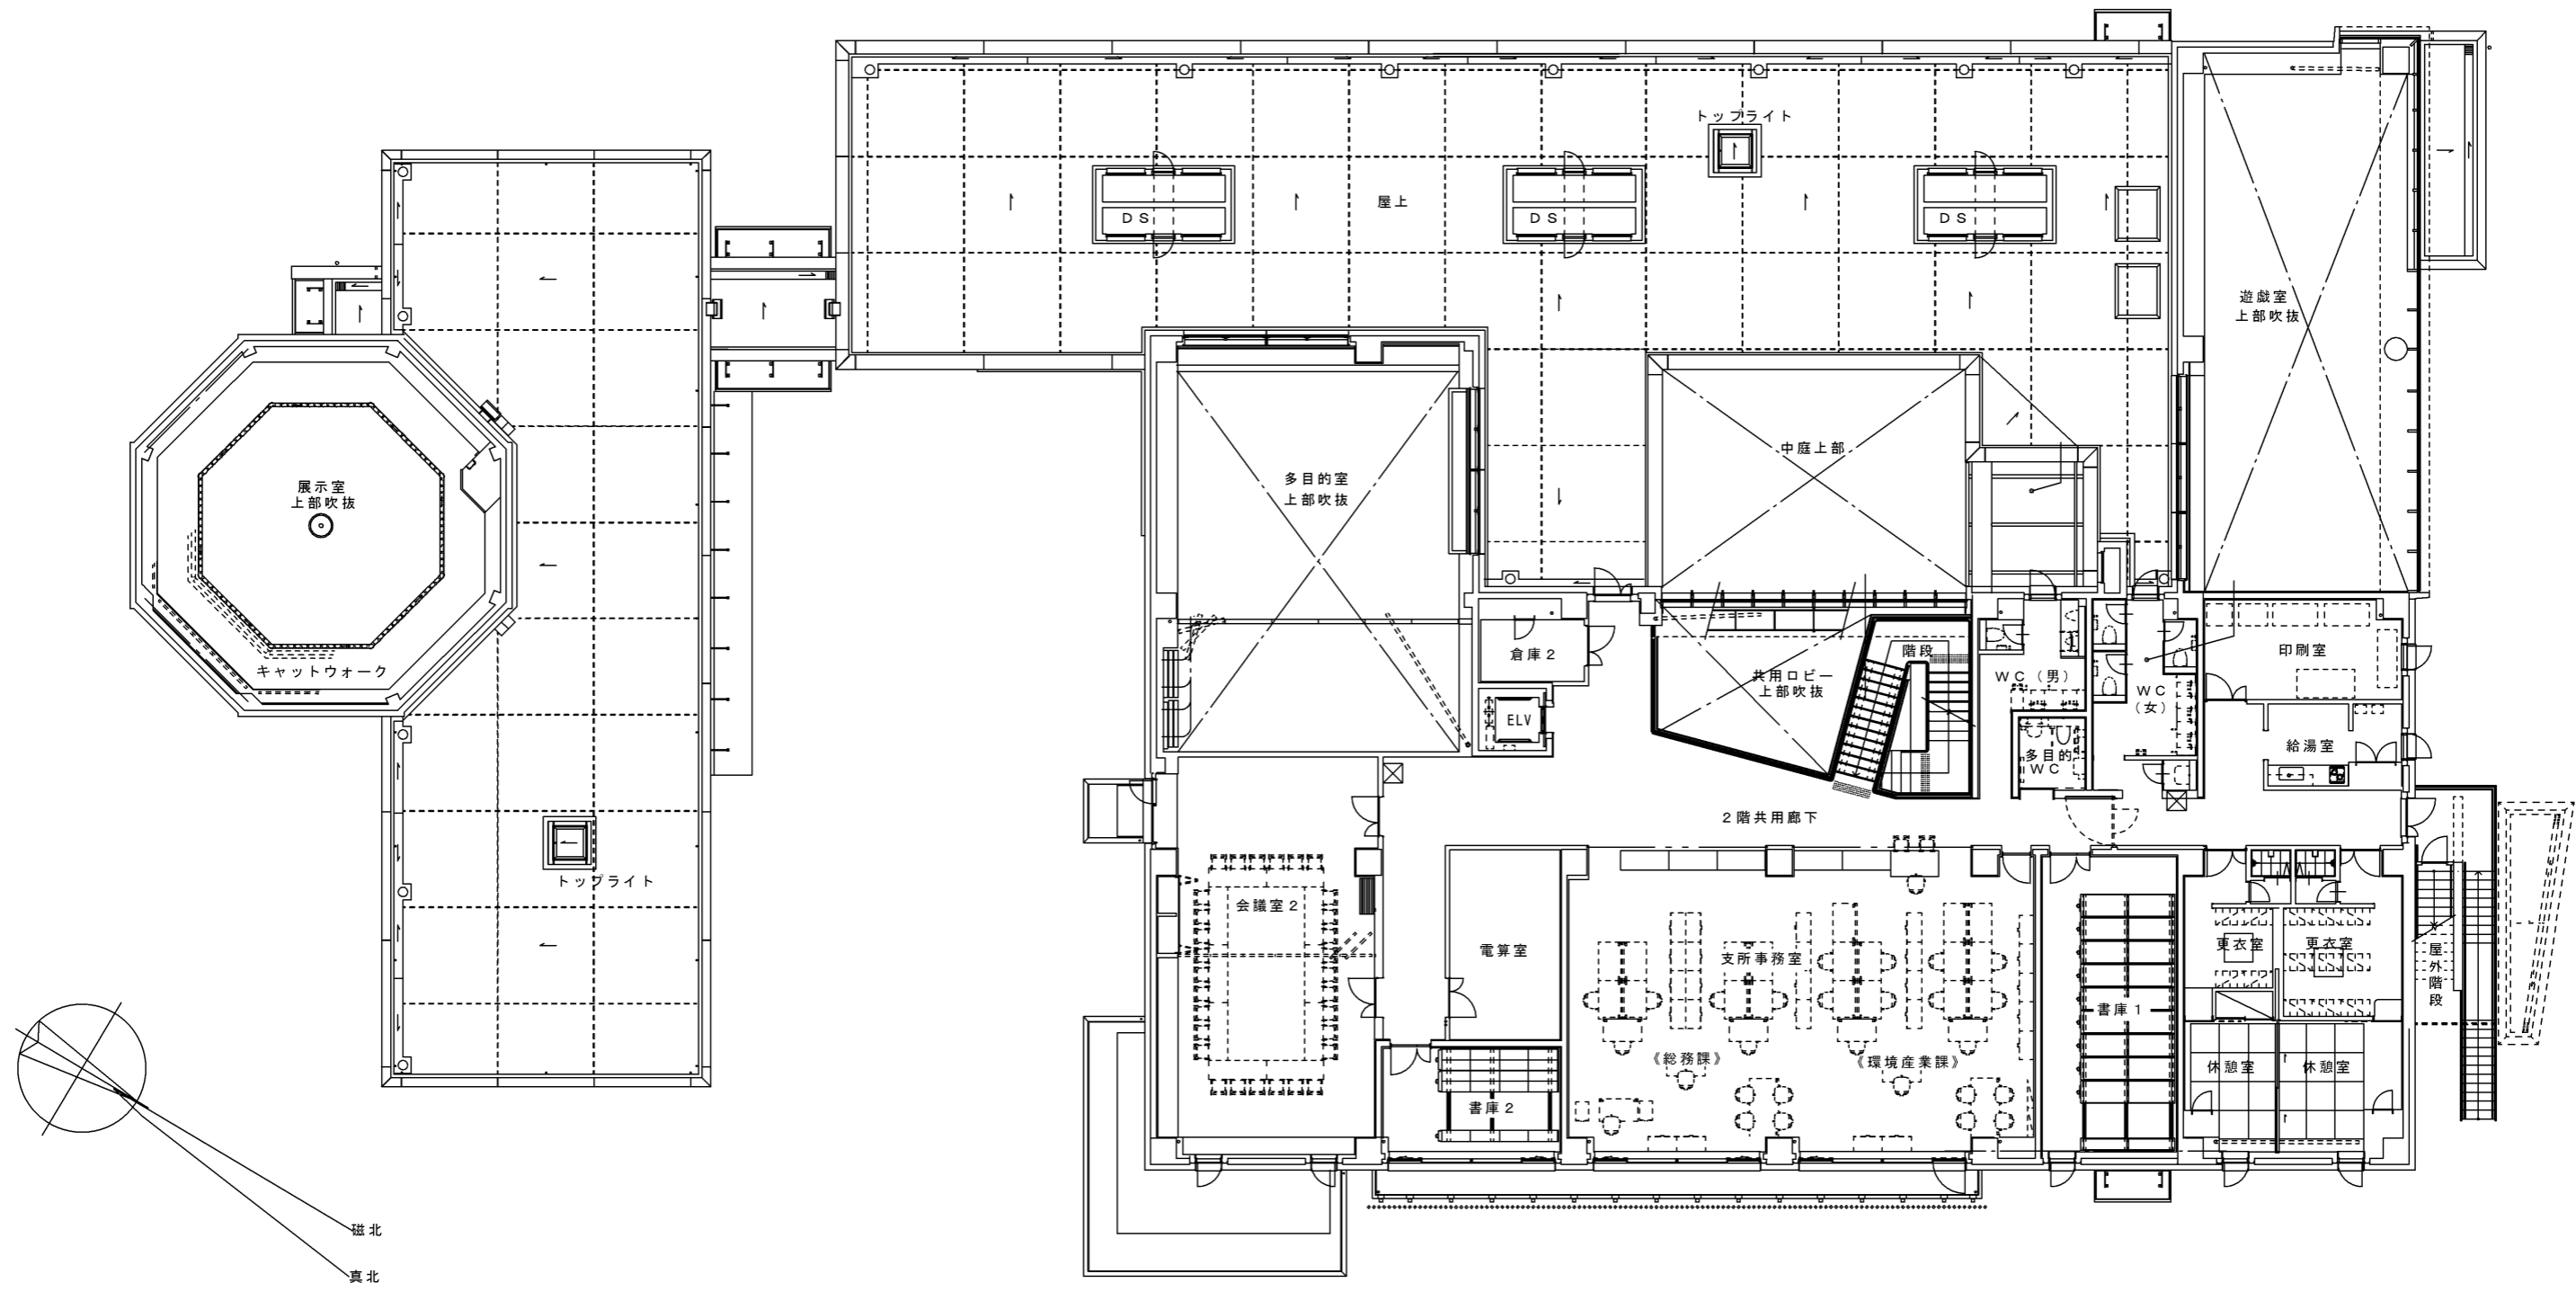 トップライト
屋上
ＤＳ
ＤＳ
ＤＳ
遊戯室
上部吹抜
中庭上部
多目的室
上部吹抜
展示室
上部吹抜
キャットウォーク
倉庫２
階段
共用ロビー
上部吹抜
ＷＣ（男）
ＷＣ
（女）
印刷室
ELV
多目的
ＷＣ
給湯室
２階共用廊下
トップライト
会議室２
電算室
支所事務室
更衣室
更衣室
屋外階段
書庫１
《総務課》
《環境産業課》
休憩室
休憩室
書庫２
磁北
真北